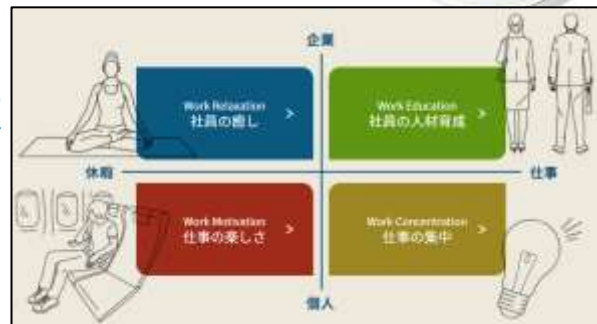 企業
Work Relaxation
社員の癒し
Work Education
社員の人材育成
休暇
仕事
Work Motivation
仕事の楽しさ
Work Concentration
仕事の集中
個人